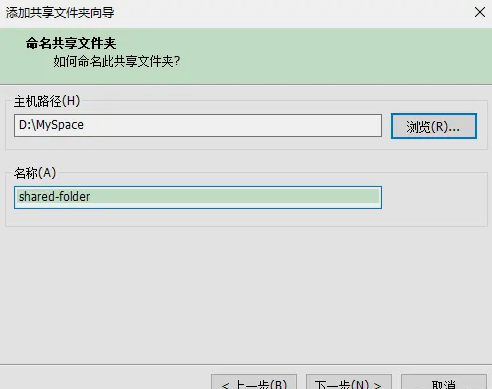 添加共享文件夹向导
命名共享文件夹
如何命名此共享文件夹?
主机路径(H)
D:\MySpace
浏览(R)...
名称(A)
shared-folder
< 上一步(B)
下一步(N) >
取消